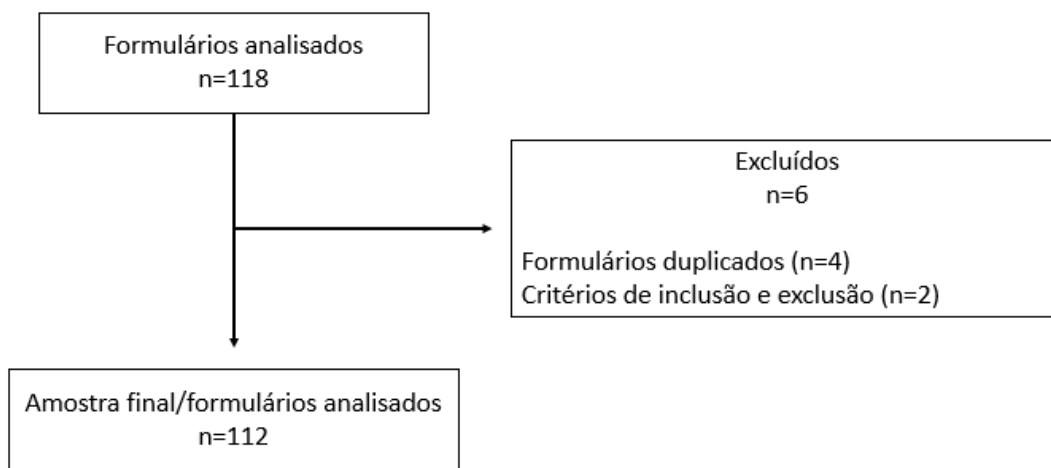 Formulários analisados
n=118
Excluídos
n=6
Formulários duplicados (n=4)
Critérios de inclusão e exclusão (n=2)
Amostra final/formulários analisados
n=112